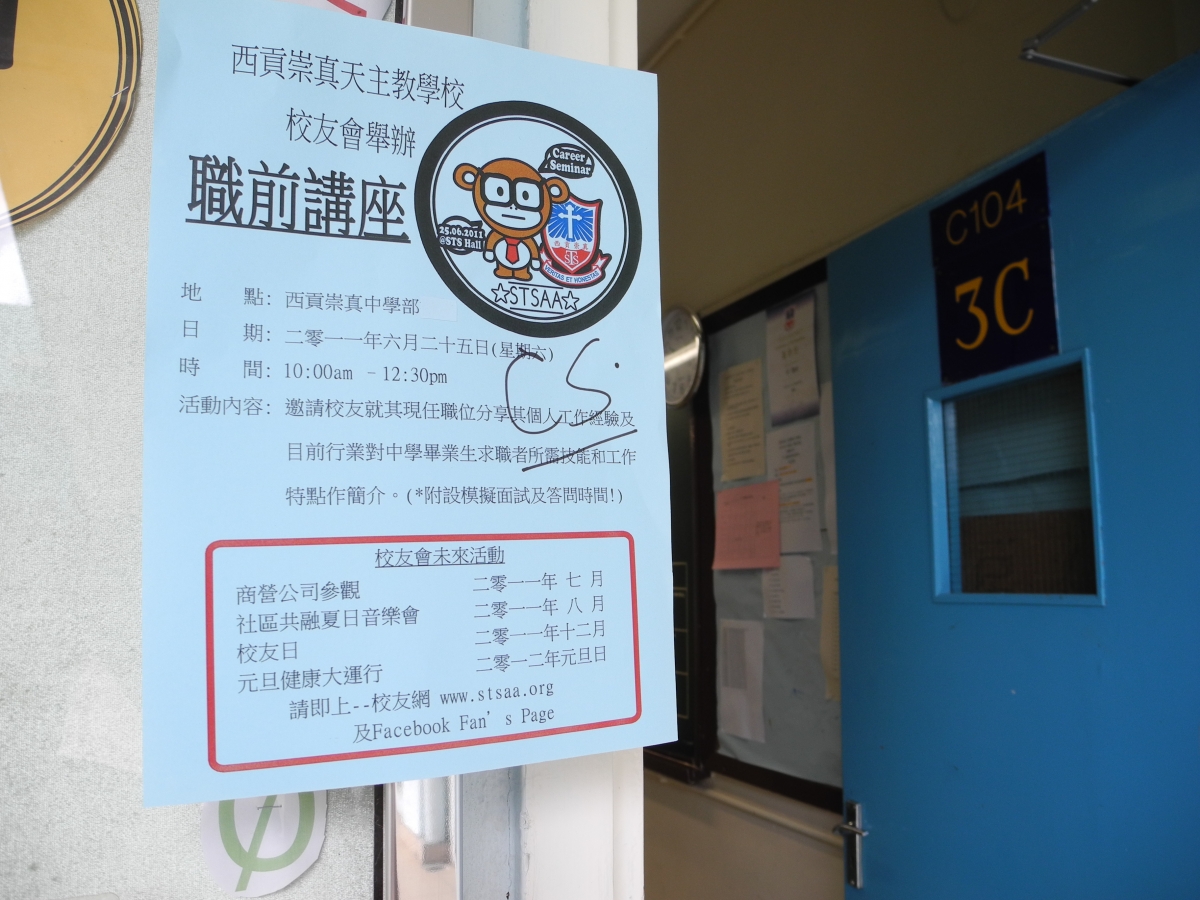 西貢崇真天主教學校
校友會舉辦
職前講座
Career
Seminar
25.06.2011
@STS Hall
西貢崇真
STS
VERITAS ET HONESTAS
☆STSAA☆
地　　點: 西貢崇真中學部
日　　期: 二零一一年六月二十五日(星期六)
時　　間: 10:00am – 12:30pm
活動內容: 邀請校友就其現任職位分享其個人工作經驗及
目前行業對中學畢業生求職者所需技能和工作
特點作簡介。(*附設模擬面試及答問時間!)
CS.
校友會未來活動
商營公司參觀 二零一一年 七 月
社區共融夏日音樂會 二零一一年 八 月
校友日 二零一一年十二月
元旦健康大運行 二零一二年元旦日
請即上--校友網 www.stsaa.org
及Facebook Fan's Page
C104
3C